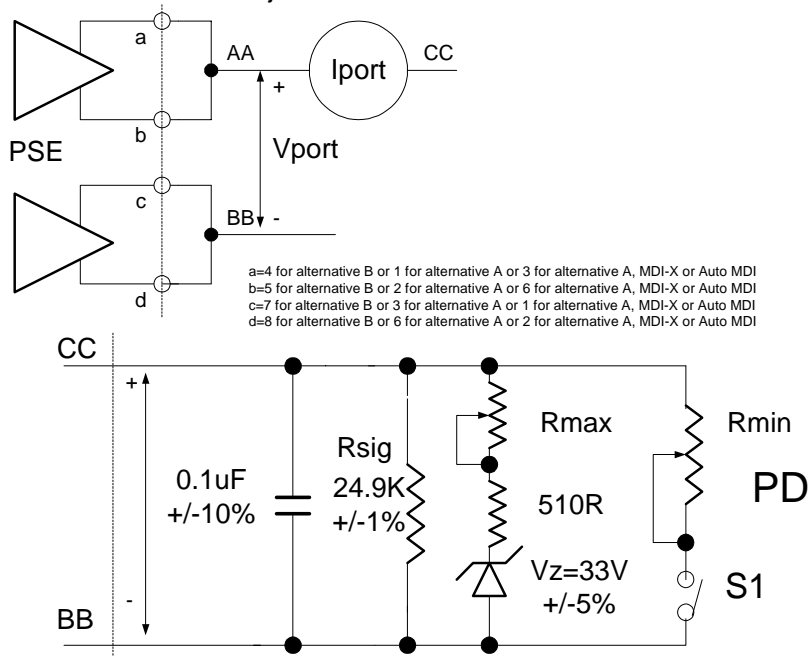 a
AA
Iport
CC
+
b
PSE
Vport
c
BB
-
d
a=4 for alternative B or 1 for alternative A or 3 for alternative A, MDI-X or Auto MDI
b=5 for alternative B or 2 for alternative A or 6 for alternative A, MDI-X or Auto MDI
c=7 for alternative B or 3 for alternative A or 1 for alternative A, MDI-X or Auto MDI
d=8 for alternative B or 6 for alternative A or 2 for alternative A, MDI-X or Auto MDI
CC
+
0.1uF
+/-10%
Rsig
24.9K
+/-1%
Rmax
510R
Vz=33V
+/-5%
Rmin
PD
S1
-
BB